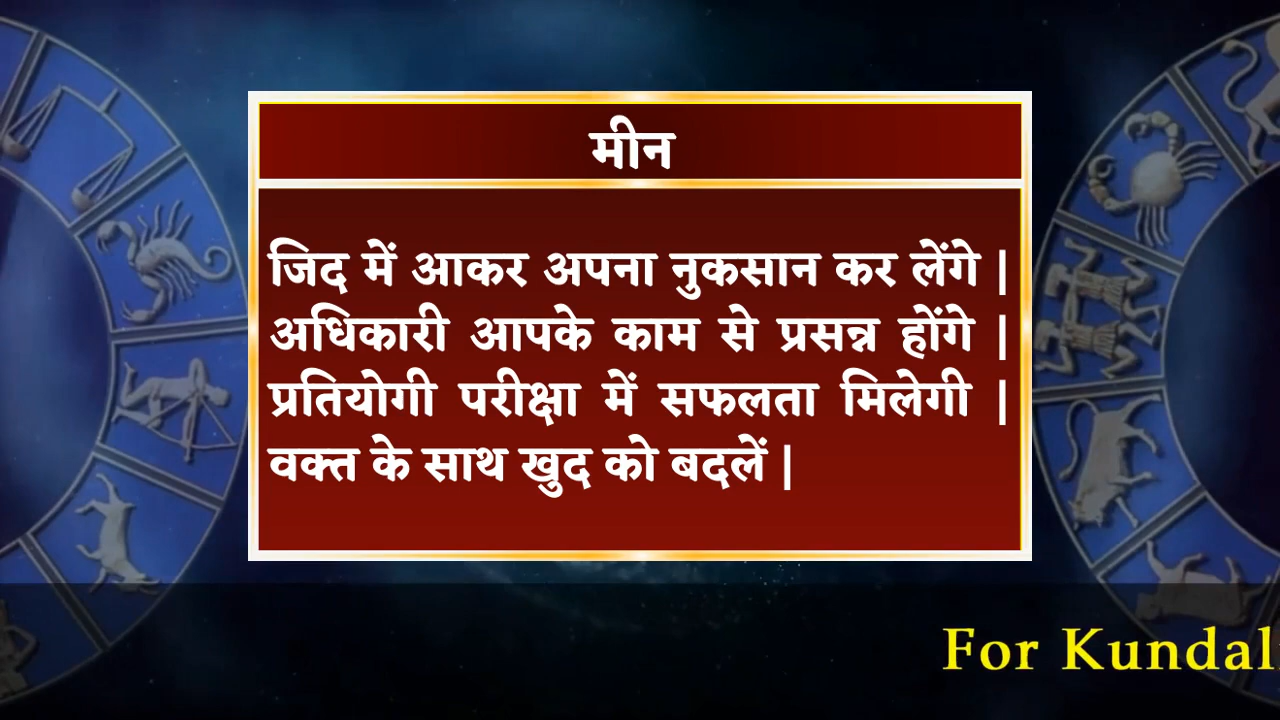 मीन
जिद में आकर अपना नुकसान कर लेंगे |
अधिकारी आपके काम से प्रसन्न होंगे |
प्रतियोगी परीक्षा में सफलता मिलेगी |
वक्त के साथ खुद को बदलें |
For Kundal